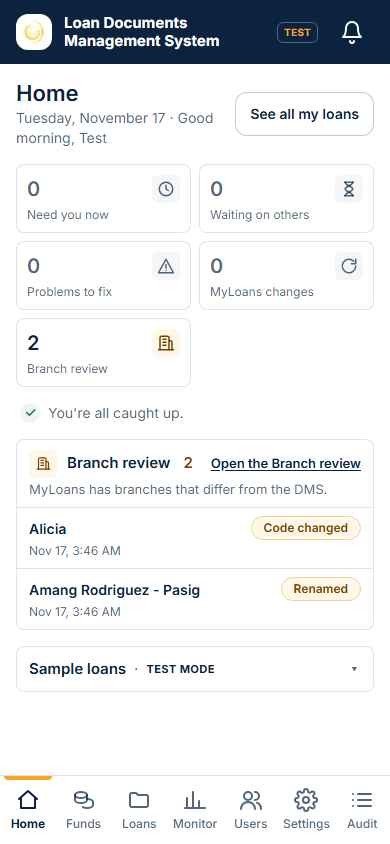 Loan Documents
Management System
TEST
Home
Tuesday, November 17 · Good
morning, Test
See all my loans
0
Need you now
0
Waiting on others
0
Problems to fix
0
MyLoans changes
2
Branch review
You're all caught up.
Branch review 2 Open the Branch review
MyLoans has branches that differ from the DMS.
Alicia
Code changed
Nov 17, 3:46 AM
Amang Rodriguez - Pasig
Renamed
Nov 17, 3:46 AM
Sample loans · TEST MODE
Home Funds Loans Monitor Users Settings Audit